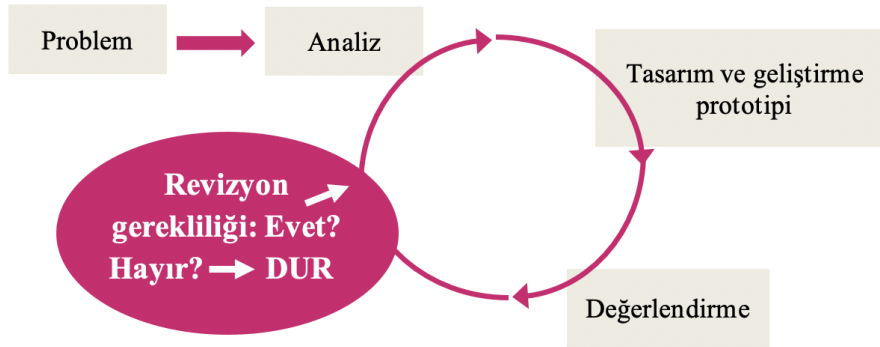 Problem
Analiz
Tasarım ve geliştirme
prototipi
Revizyon
gerekliliği: Evet?
Hayır? DUR
Değerlendirme